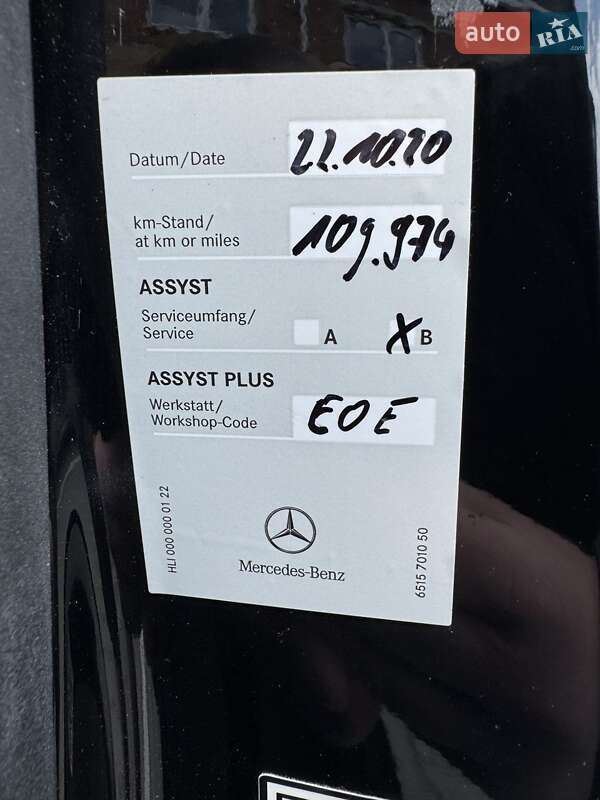 auto RIA.com
Datum/Date 22.10.20
km-Stand/
at km or miles 109.974
ASSYST
Serviceumfang/
Service A X B
ASSYST PLUS
Werkstatt/
Workshop-Code EOE
HLI 000 000 01 22
Mercedes-Benz
6515 7010 50